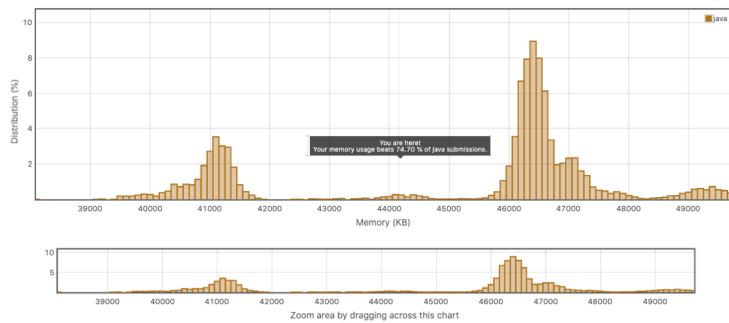 10
8
6
4
2
Distribution (%)
java
You are here!
Your memory usage beats 74.70 % of java submissions.
39000 40000 41000 42000 43000 44000 45000 46000 47000 48000 49000
Memory (KB)
10
5
39000 40000 41000 42000 43000 44000 45000 46000 47000 48000 49000
Zoom area by dragging across this chart